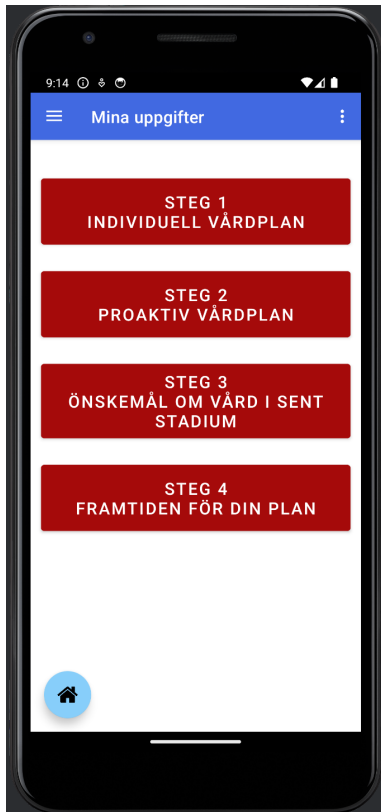 9:14
Mina uppgifter
STEG 1
INDIVIDUELL VÅRDPLAN
STEG 2
PROAKTIV VÅRDPLAN
STEG 3
ÖNSKEMÅL OM VÅRD I SENT
STADIUM
STEG 4
FRAMTIDEN FÖR DIN PLAN